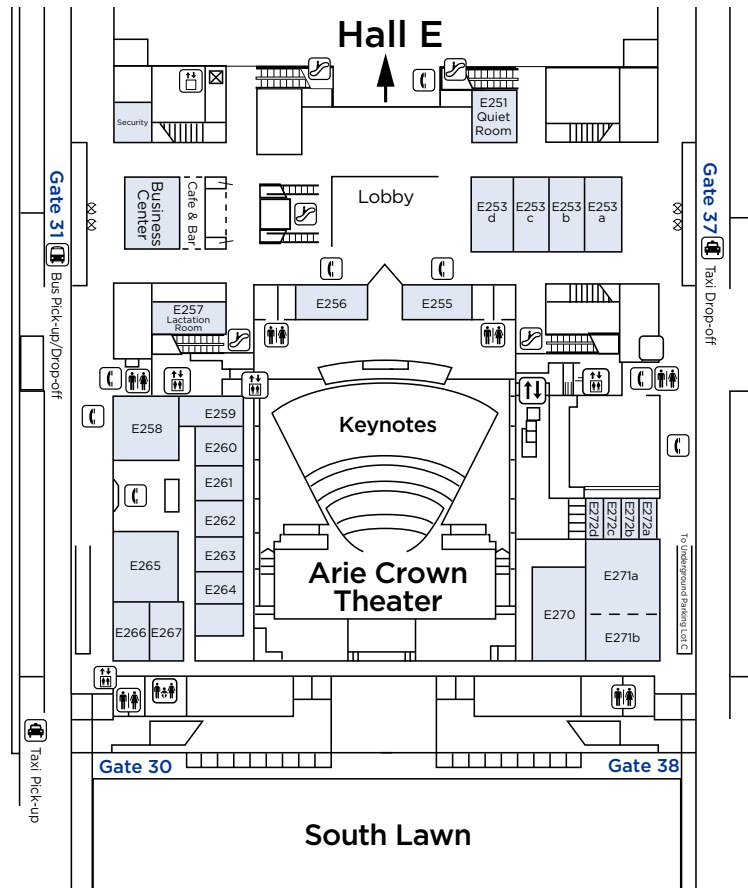 Hall E
E251
Quiet
Room
Security
Gate 31
Bus Pick-up/Drop-off
Business
Center
Cafe & Bar
Lobby
E253
d
E253
c
E253
b
E253
a
Gate 37
Taxi Drop-off
E257
Lactation
Room
E256
E255
E258
E259
Keynotes
E260
E261
E262
E263
E264
E265
E266
E267
Arie Crown
Theater
E272d
E272c
E272b
E272a
E271a
E270
E271b
To Underground Parking Lot C
Taxi Pick-up
Gate 30
Gate 38
South Lawn